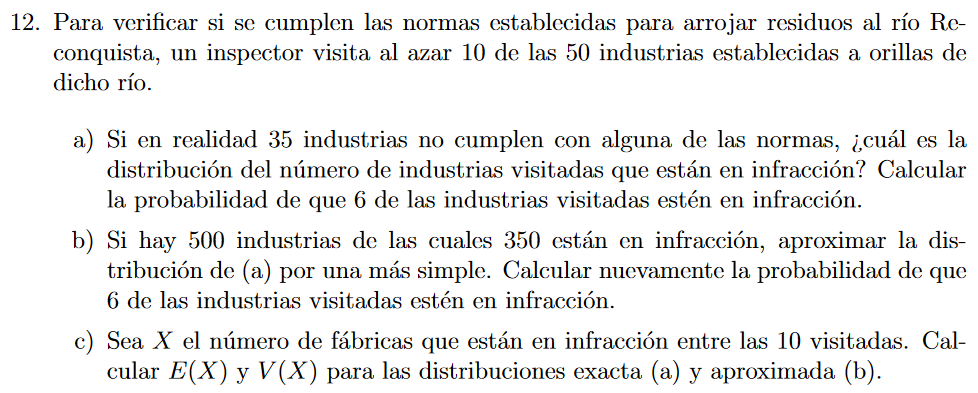 12. Para verificar si se cumplen las normas establecidas para arrojar residuos al río Re-
conquista, un inspector visita al azar 10 de las 50 industrias establecidas a orillas de
dicho río.
a) Si en realidad 35 industrias no cumplen con alguna de las normas, ¿cuál es la
distribución del número de industrias visitadas que están en infracción? Calcular
la probabilidad de que 6 de las industrias visitadas estén en infracción.
b) Si hay 500 industrias de las cuales 350 están en infracción, aproximar la dis-
tribución de (a) por una más simple. Calcular nuevamente la probabilidad de que
6 de las industrias visitadas estén en infracción.
c) Sea X el número de fábricas que están en infracción entre las 10 visitadas. Cal-
cular E(X) y V(X) para las distribuciones exacta (a) y aproximada (b).